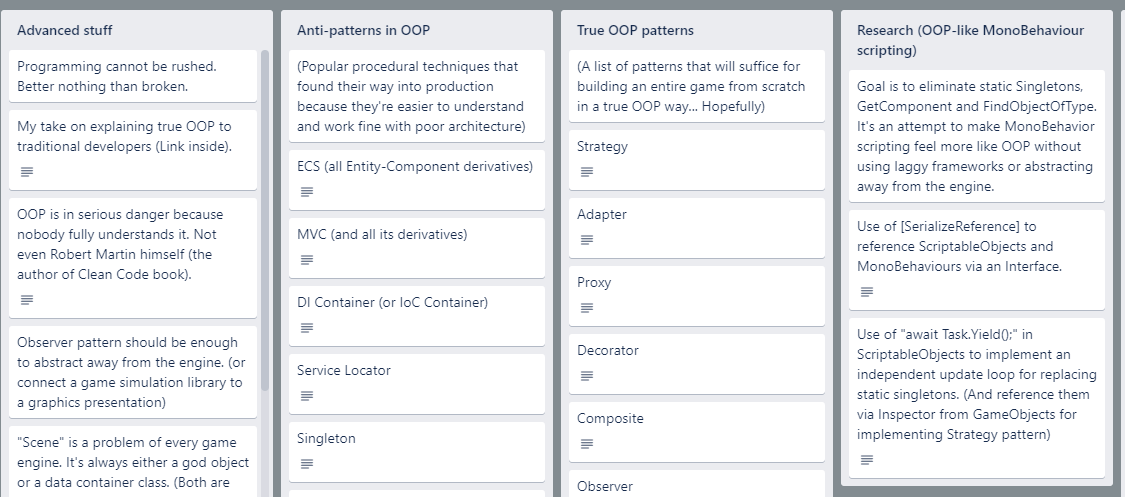 Advanced stuff
Programming cannot be rushed.
Better nothing than broken.
My take on explaining true OOP to
traditional developers (Link inside).
OOP is in serious danger because
nobody fully understands it. Not
even Robert Martin himself (the
author of Clean Code book).
Observer pattern should be enough
to abstract away from the engine. (or
connect a game simulation library to
a graphics presentation)
"Scene" is a problem of every game
engine. It's always either a god object
or a data container class. (Both are
Anti-patterns in OOP
(Popular procedural techniques that
found their way into production
because they're easier to understand
and work fine with poor architecture)
ECS (all Entity-Component derivatives)
MVC (and all its derivatives)
DI Container (or IoC Container)
Service Locator
Singleton
True OOP patterns
(A list of patterns that will suffice for
building an entire game from scratch
in a true OOP way... Hopefully)
Strategy
Adapter
Proxy
Decorator
Composite
Observer
Research (OOP-like MonoBehaviour
scripting)
Goal is to eliminate static Singletons,
GetComponent and FindObjectOfType.
It's an attempt to make MonoBehavior
scripting feel more like OOP without
using laggy frameworks or abstracting
away from the engine.
Use of [SerializeReference] to
reference ScriptableObjects and
MonoBehaviours via an Interface.
Use of "await Task.Yield();" in
ScriptableObjects to implement an
independent update loop for replacing
static singletons. (And reference them
via Inspector from GameObjects for
implementing Strategy pattern)